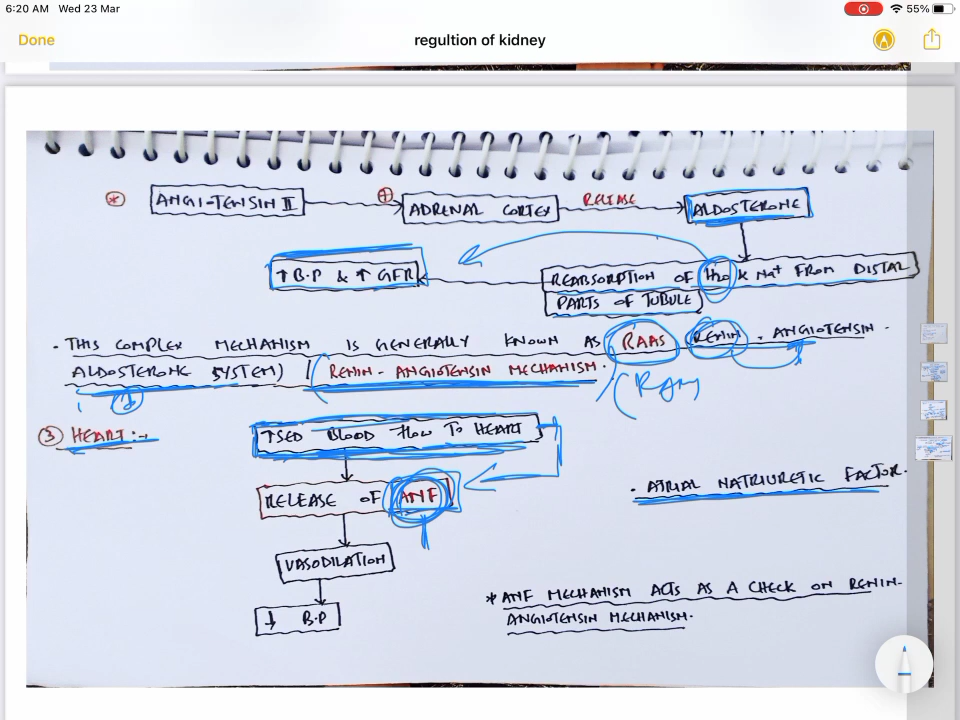 6:20 AM Wed 23 Mar
55%
Done
regultion of kidney
* ANGI-TENSIN II
+
ADRENAL CORTEX
RELEASE
ALDOSTERONE
↑ B.P & ↑ GFR
REABSORPTION OF H2O & Na+ FROM DISTAL
PARTS OF TUBULE
. THIS COMPLEX MECHANISM IS GENERALLY KNOWN AS RAAS (RENIN - ANGIOTENSIN -
ALDOSTERONE SYSTEM) / RENIN - ANGIOTENSIN MECHANISM.
③ HEART :-
↑SED BLOOD FLOW TO HEART
RELEASE OF ANF
. ATRIAL NATRIURETIC FACTOR.
VASODILATION
↓ B.P
* ANF MECHANISM ACTS AS A CHECK ON RENIN-
ANGIOTENSIN MECHANISM.